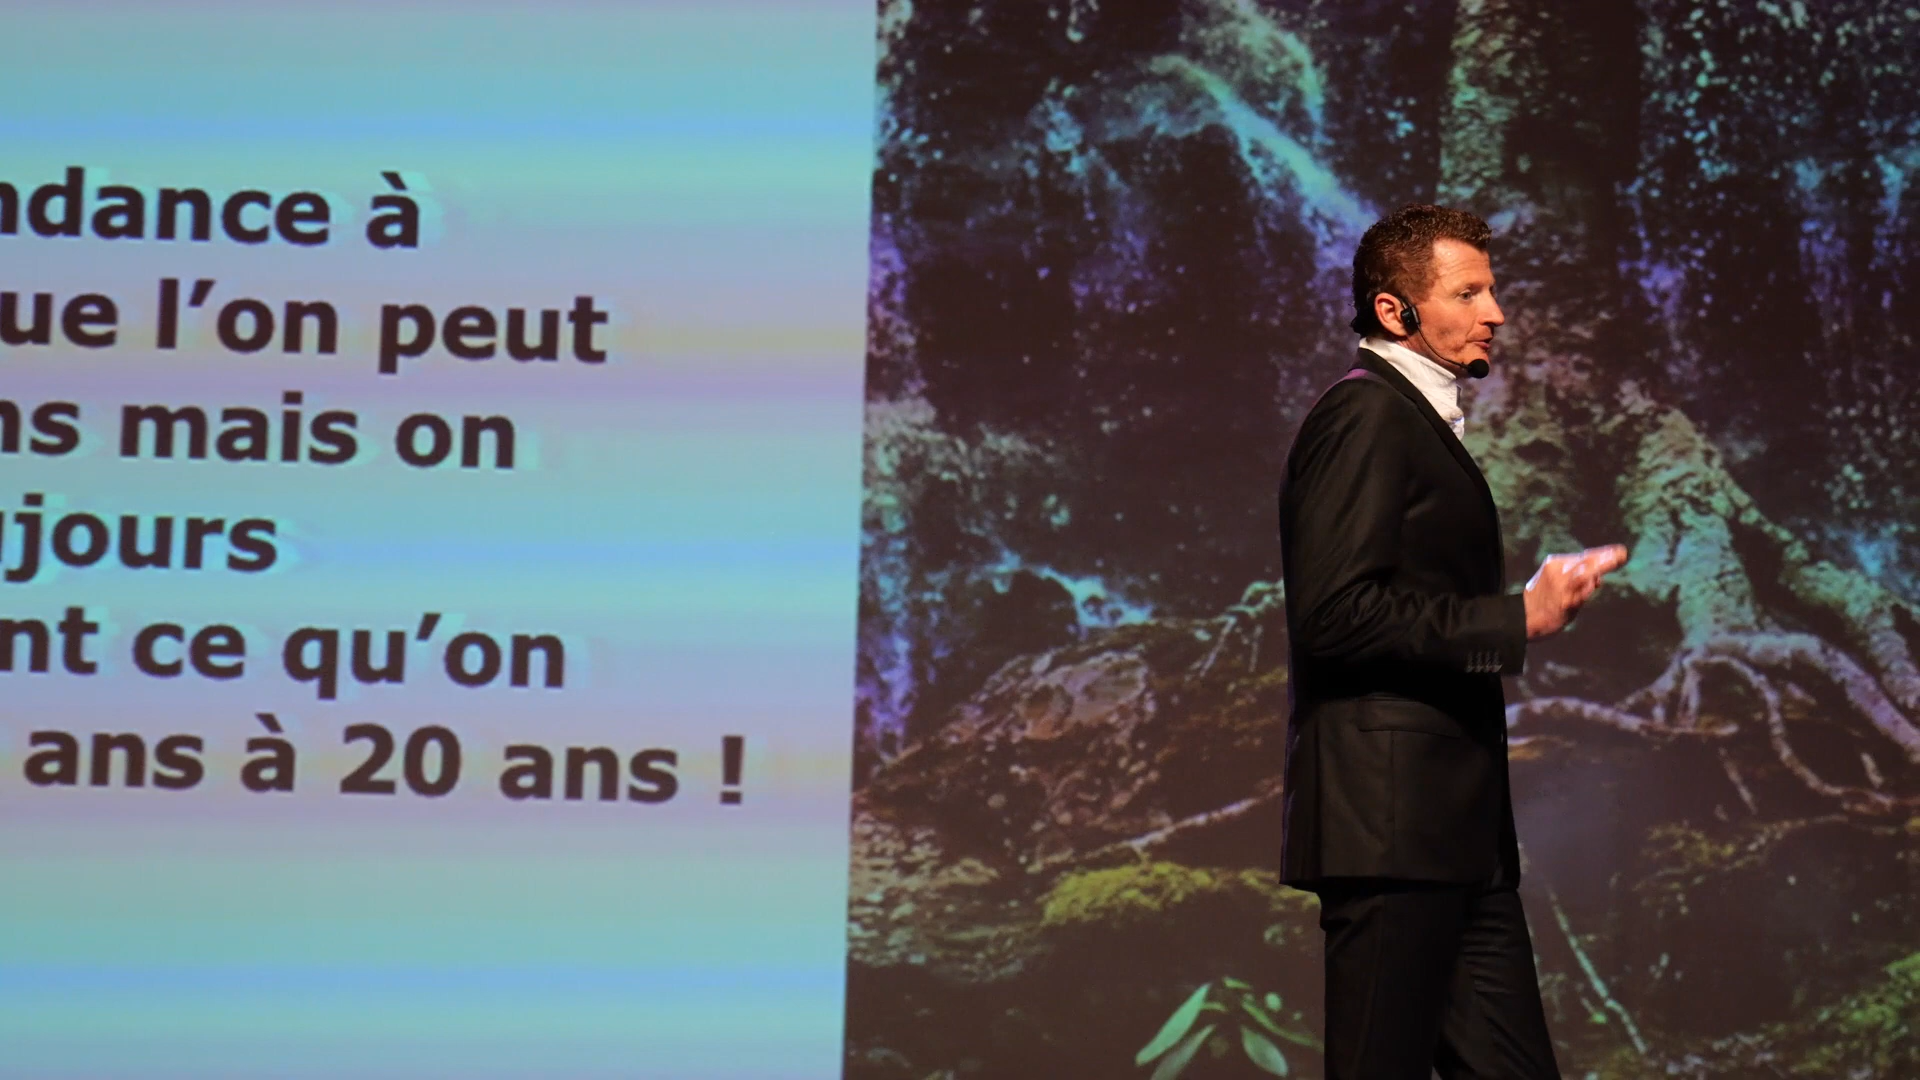 ndance à
ue l’on peut
ns mais on
ujours
nt ce qu’on
ans à 20 ans !